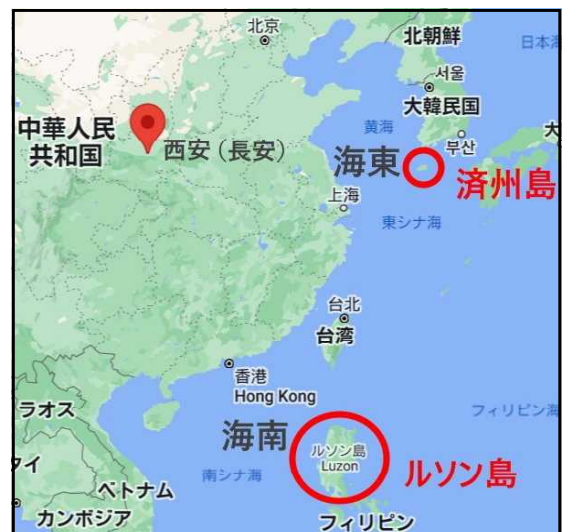 北京
北朝鮮
日本海
서울
大韓民国
中華人民
共和国
西安（長安）
黄海
海東
부산
済州島
上海
東シナ海
台北
台湾
香港
Hong Kong
ラオス
フィリピン海
海南
ルソン島
Luzon
ルソン島
タイ
南シナ海
ベトナム
カンボジア
フィリピン